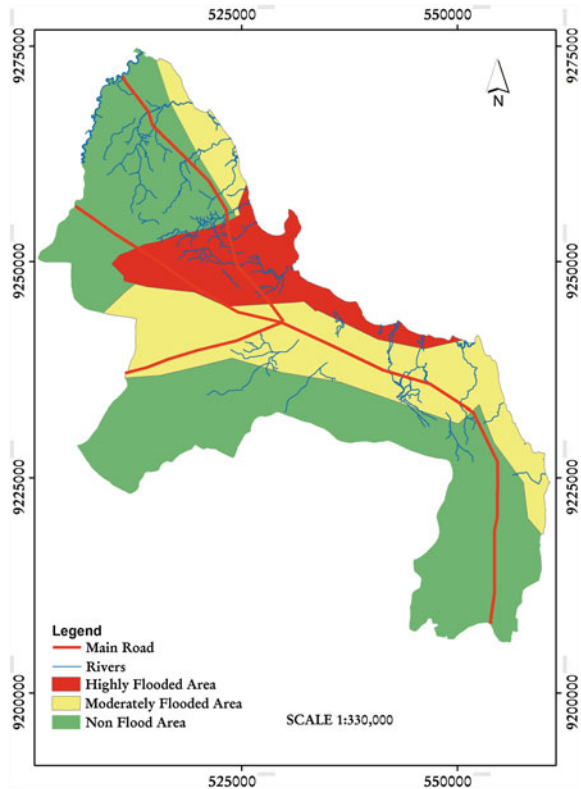 525000 550000
9275000 9275000
N
9250000 9250000
9225000 9225000
9200000 9200000
Legend
Main Road
Rivers
Highly Flooded Area
Moderately Flooded Area
Non Flood Area
SCALE 1:330,000
525000 550000